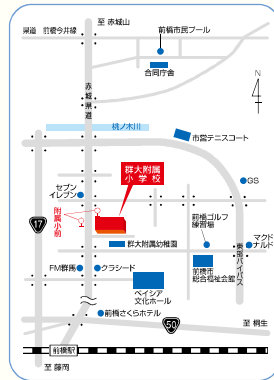 至 赤城山
県道 前橋今井線
前橋市民プール
合同庁舎
N
赤城県道
桃ノ木川
市営テニスコート
群大附属
小学校
セブン
イレブン
GS
附属小前
17
前橋ゴルフ
練習場
マクド
ナルド
群大附属幼稚園
東部バイパス
前橋市
総合福祉会館
FM群馬
クラシード
ベイシア
文化ホール
前橋さくらホテル
50
至 桐生
前橋駅
至 藤岡